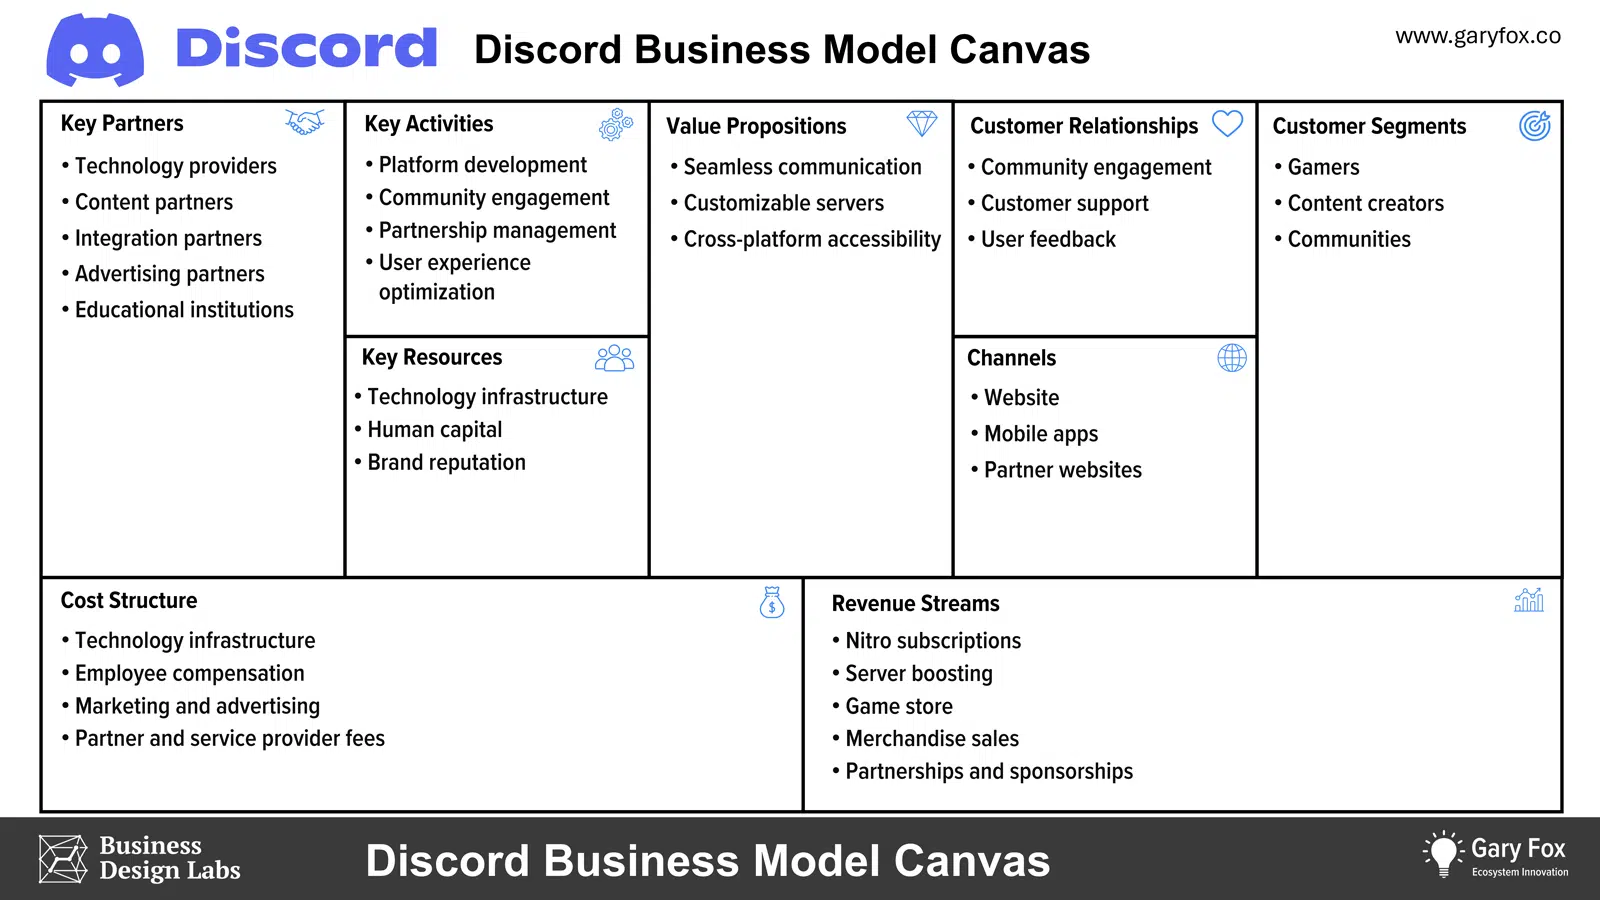 Discord
Discord Business Model Canvas
www.garyfox.co
Key Partners
• Technology providers
• Content partners
• Integration partners
• Advertising partners
• Educational institutions
Key Activities
• Platform development
• Community engagement
• Partnership management
• User experience
optimization
Key Resources
• Technology infrastructure
• Human capital
• Brand reputation
Value Propositions
• Seamless communication
• Customizable servers
• Cross-platform accessibility
Customer Relationships
• Community engagement
• Customer support
• User feedback
Channels
• Website
• Mobile apps
• Partner websites
Customer Segments
• Gamers
• Content creators
• Communities
Cost Structure
$
• Technology infrastructure
• Employee compensation
• Marketing and advertising
• Partner and service provider fees
Revenue Streams
• Nitro subscriptions
• Server boosting
• Game store
• Merchandise sales
• Partnerships and sponsorships
Business
Design Labs
Discord Business Model Canvas
Gary Fox
Ecosystem Innovation